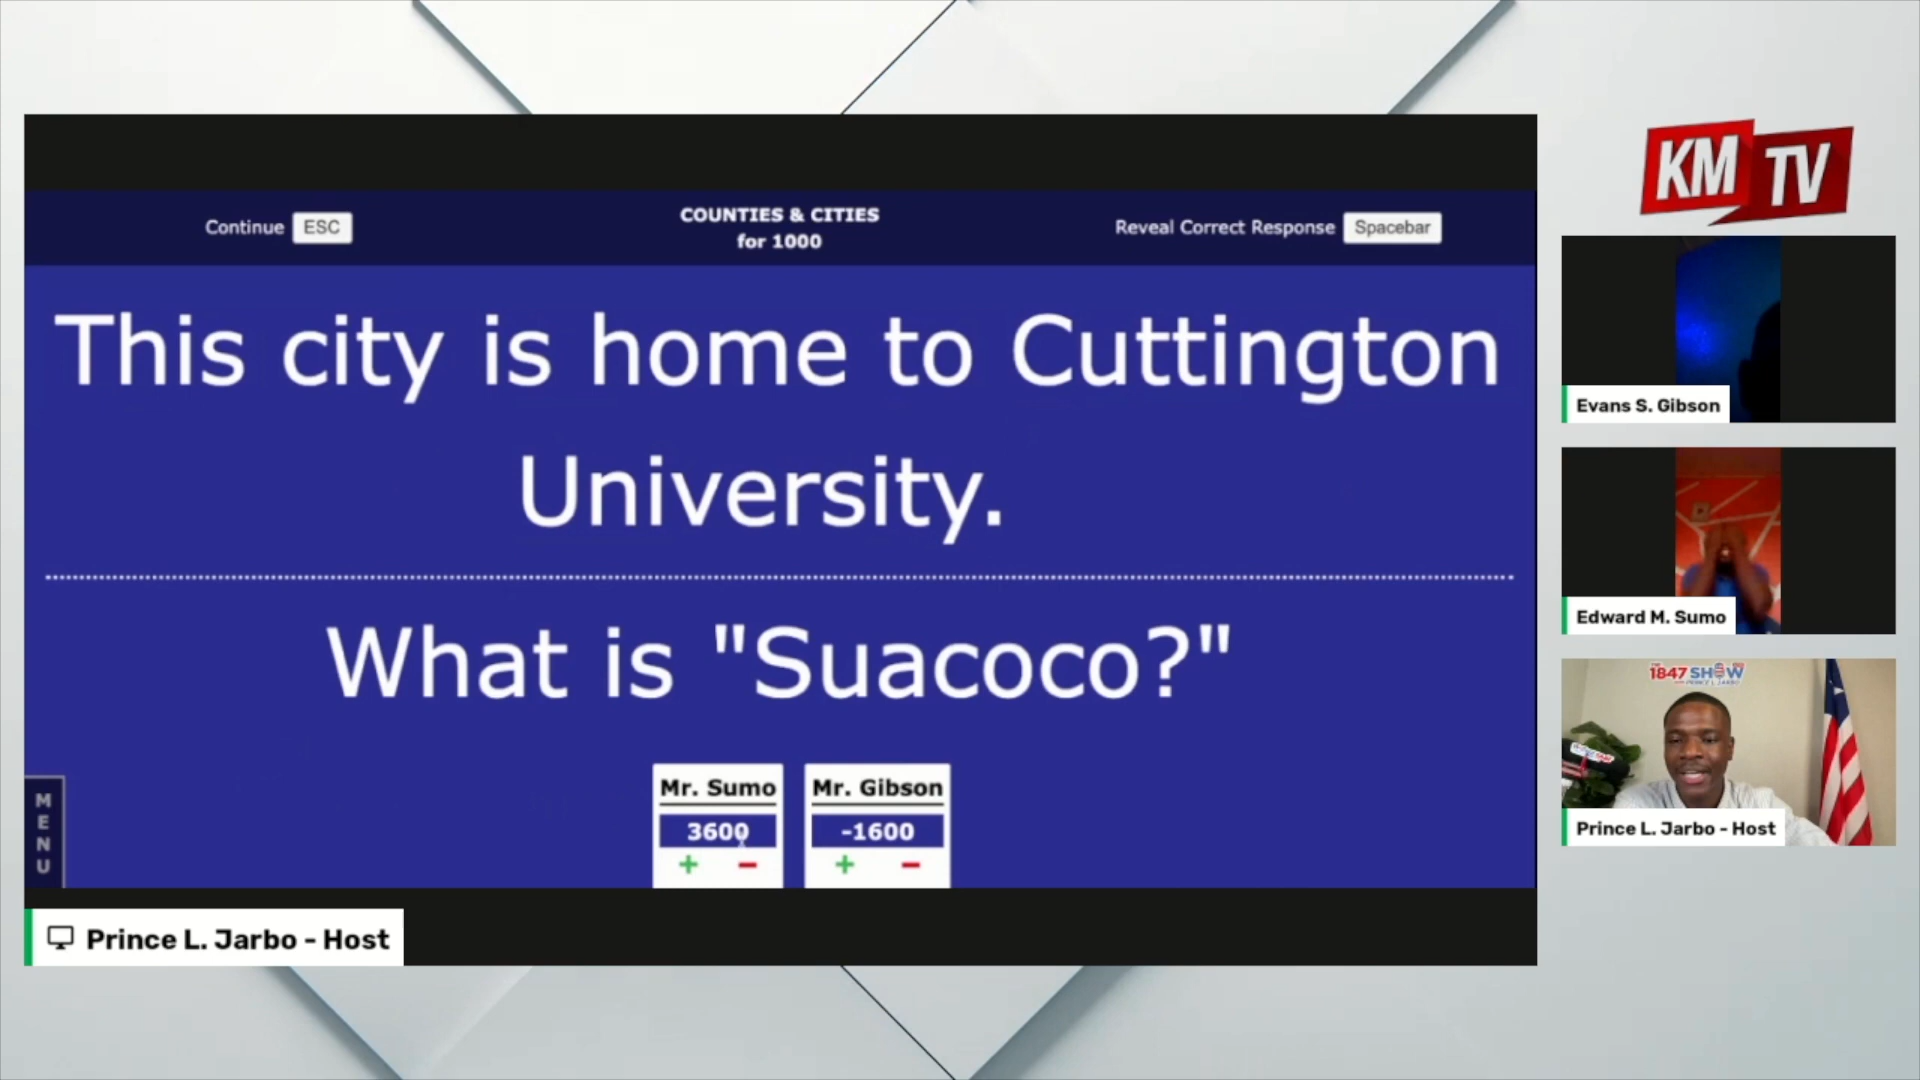 Continue ESC
COUNTIES & CITIES
for 1000
Reveal Correct Response Spacebar
This city is home to Cuttington
University.
What is "Suacoco?"
Mr. Sumo
3600
+ −
Mr. Gibson
-1600
+ −
MENU
Prince L. Jarbo - Host
KM TV
Evans S. Gibson
Edward M. Sumo
1847 SHOW
Prince L. Jarbo - Host